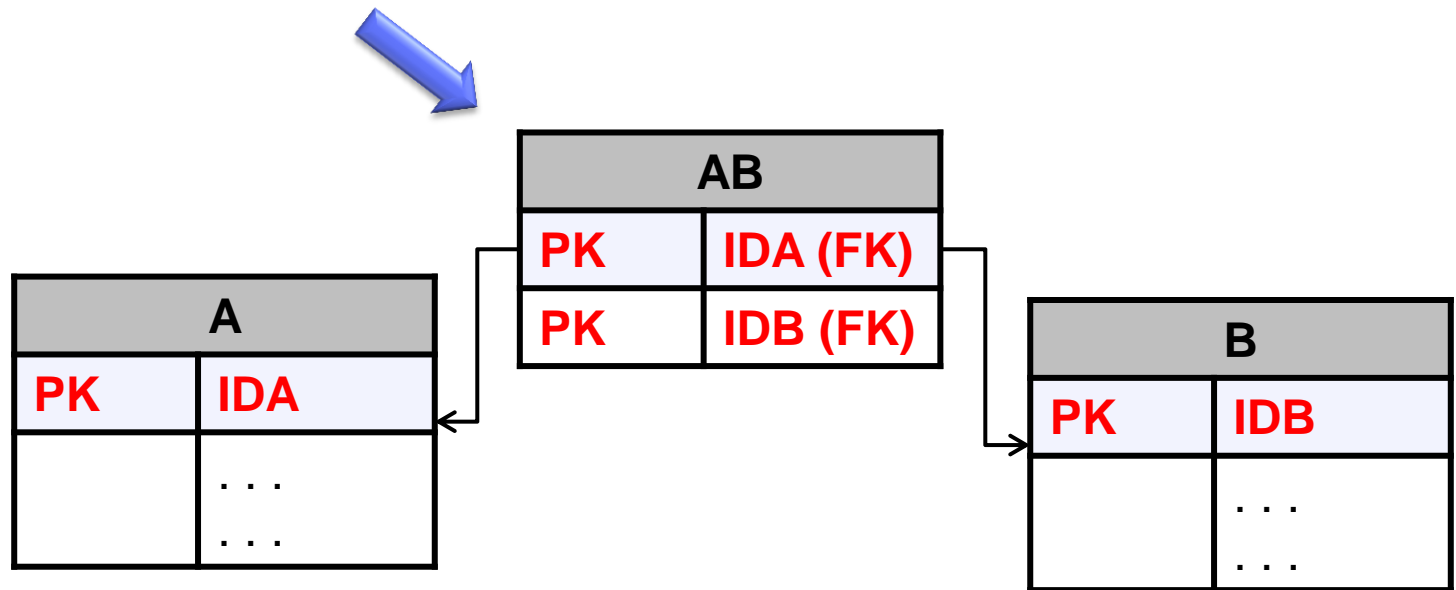 AB
PK IDA (FK)
PK IDB (FK)
A
PK IDA
. . .
. . .
B
PK IDB
. . .
. . .